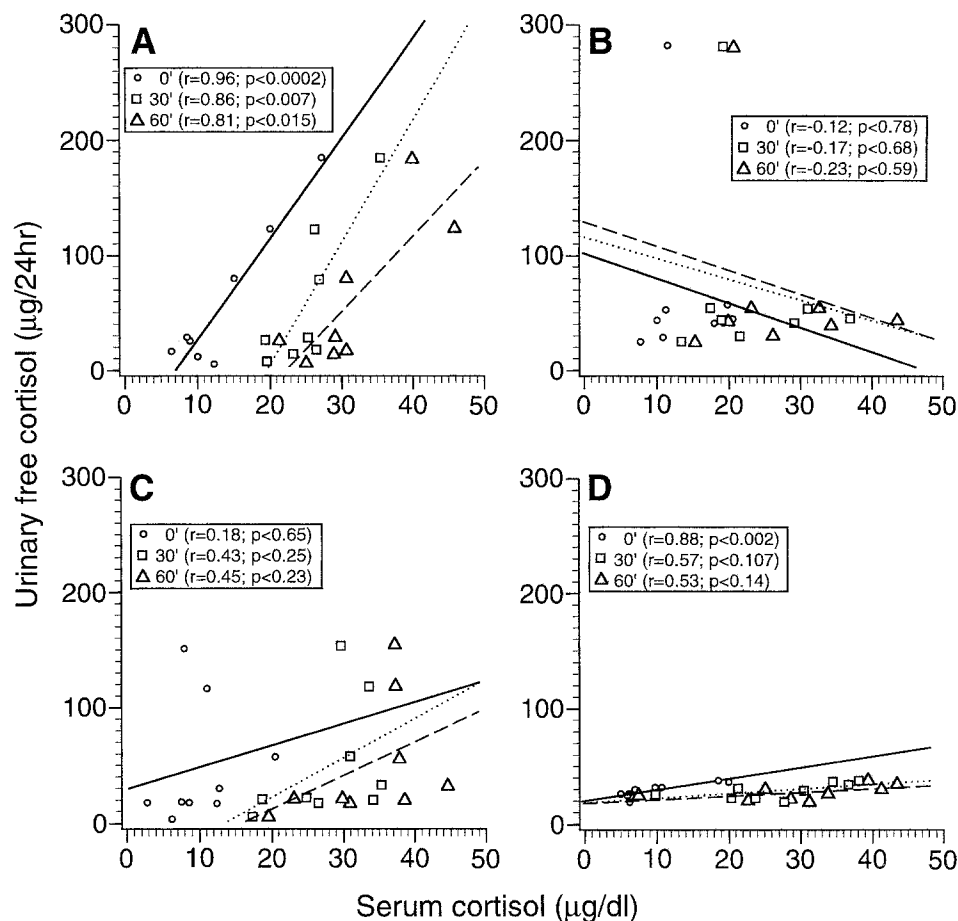 A
0' (r=0.96; p<0.0002)
30' (r=0.86; p<0.007)
60' (r=0.81; p<0.015)
300
200
100
0
0 10 20 30 40 50
B
0' (r=-0.12; p<0.78)
30' (r=-0.17; p<0.68)
60' (r=-0.23; p<0.59)
300
200
100
0
0 10 20 30 40 50
Urinary free cortisol (μg/24hr)
C
0' (r=0.18; p<0.65)
30' (r=0.43; p<0.25)
60' (r=0.45; p<0.23)
300
200
100
0
0 10 20 30 40 50
D
0' (r=0.88; p<0.002)
30' (r=0.57; p<0.107)
60' (r=0.53; p<0.14)
300
200
100
0
0 10 20 30 40 50
Serum cortisol (μg/dl)